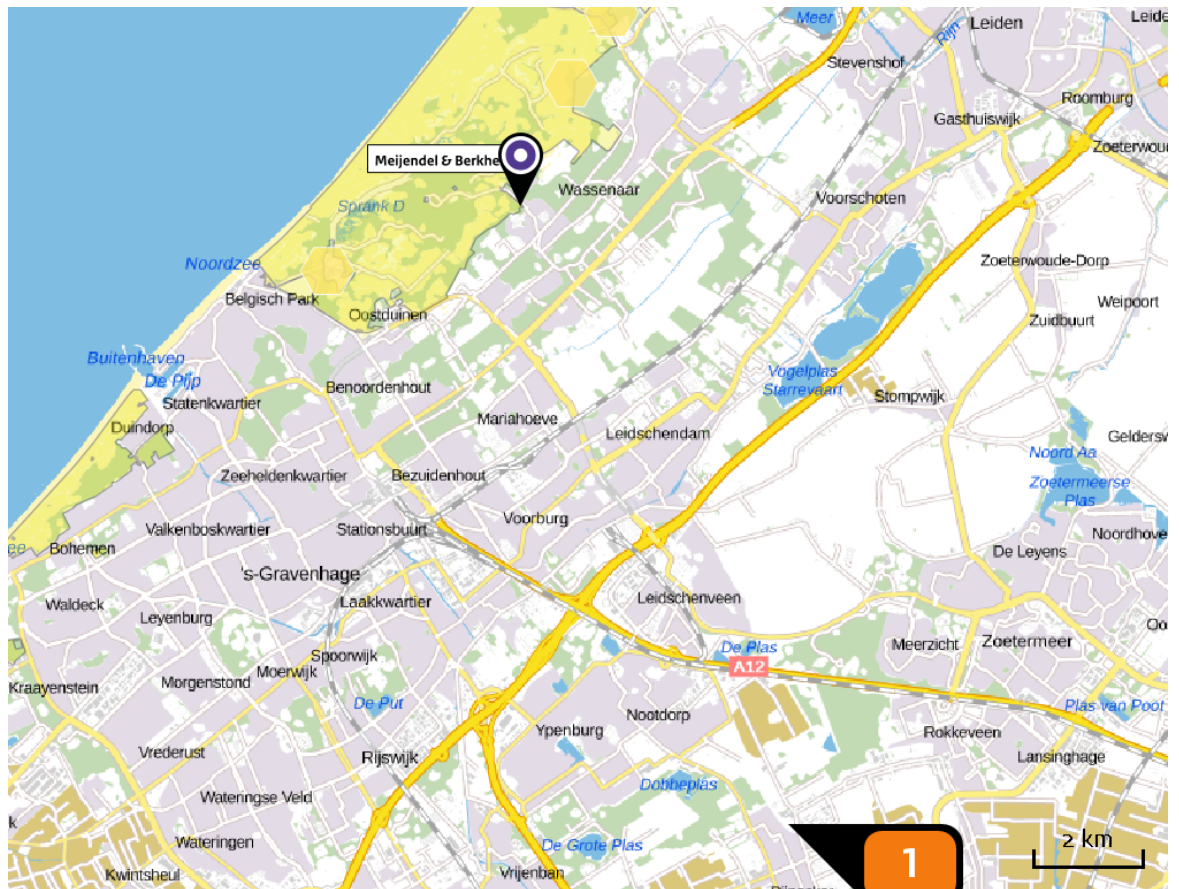 Meer
Leiden
Rijn
Stevenshof
Roomburg
Gasthuiswijk
Meijendel & Berkhe
Wassenaar
Voorschoten
Sprank D
Noordzee
Zoeterwoude-Dorp
Belgisch Park
Weipoort
Oostduinen
Zuidbuurt
Buitenhaven
De Pijp
Vogelplas
Starrevaart
Benoordenhout
Stompwijk
Statenkwartier
Mariahoeve
Duindorp
Leidschendam
Noord Aa
Zeeheldenkwartier
Bezuidenhout
Zoetermeerse
Plas
Voorburg
Valkenboskwartier
Stationsbuurt
Noordhove
ee
Bohemen
De Leyens
's-Gravenhage
Waldeck
Laakkwartier
Leidschenveen
Leyenburg
Oo
De Plas
Meerzicht
Zoetermeer
Spoorwijk
A12
Moerwijk
Kraayenstein
Morgenstond
De Put
Plas van Poot
Nootdorp
Ypenburg
Rokkeveen
Vrederust
Rijswijk
Lansinghage
Dobbeplas
Wateringse Veld
k
Wateringen
De Grote Plas
2 km
1
Kwintsheul
Vrijenban